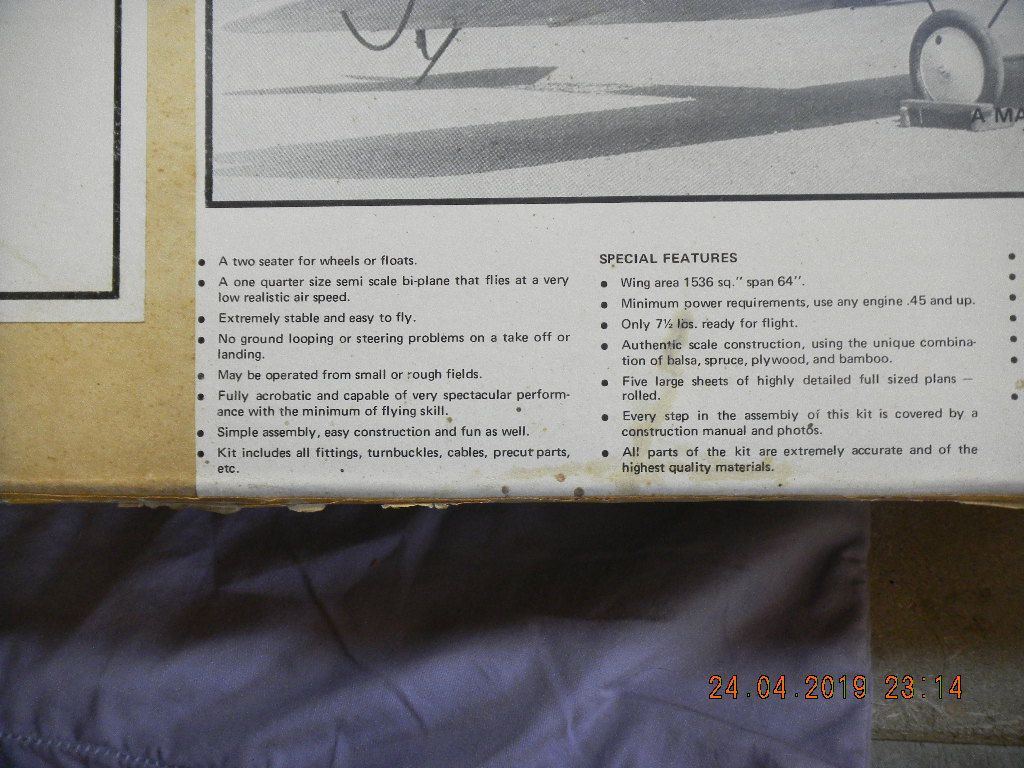 A MA
• A two seater for wheels or floats.
• A one quarter size semi scale bi-plane that flies at a very
low realistic air speed.
• Extremely stable and easy to fly.
• No ground looping or steering problems on a take off or
landing.
• May be operated from small or rough fields.
• Fully acrobatic and capable of very spectacular perform-
ance with the minimum of flying skill.
• Simple assembly, easy construction and fun as well.
• Kit includes all fittings, turnbuckles, cables, precut parts,
etc.
SPECIAL FEATURES
• Wing area 1536 sq.'' span 64''.
• Minimum power requirements, use any engine .45 and up.
• Only 7½ lbs. ready for flight.
• Authentic scale construction, using the unique combina-
tion of balsa, spruce, plywood, and bamboo.
• Five large sheets of highly detailed full sized plans —
rolled.
• Every step in the assembly of this kit is covered by a
construction manual and photos.
• All parts of the kit are extremely accurate and of the
highest quality materials.
24.04.2019 23:14